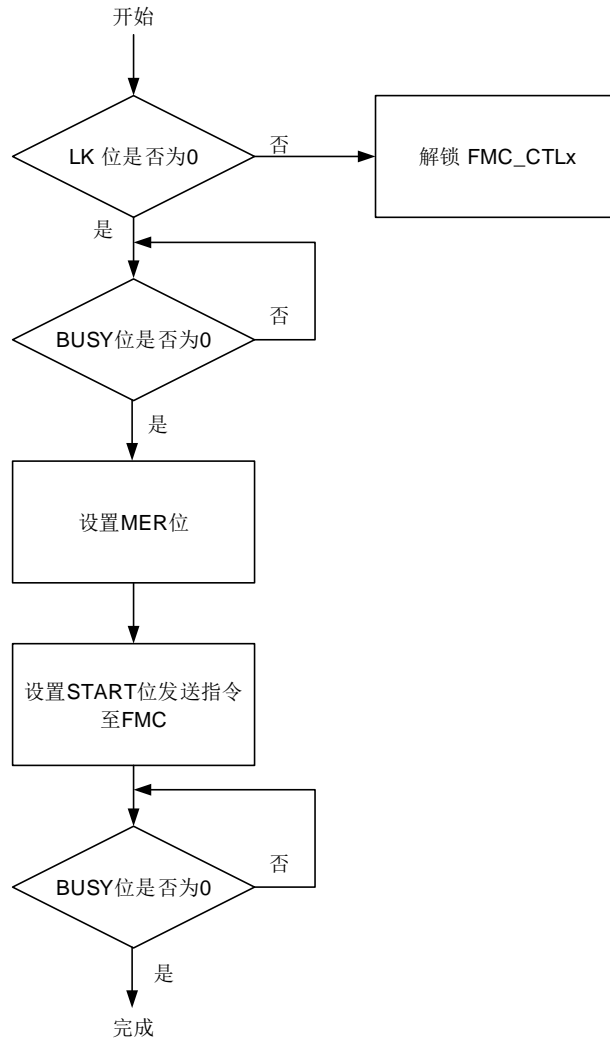 开始
LK 位是否为0
否
解锁 FMC_CTLx
是
BUSY位是否为0
否
是
设置MER位
设置START位发送指令
至FMC
BUSY位是否为0
否
是
完成